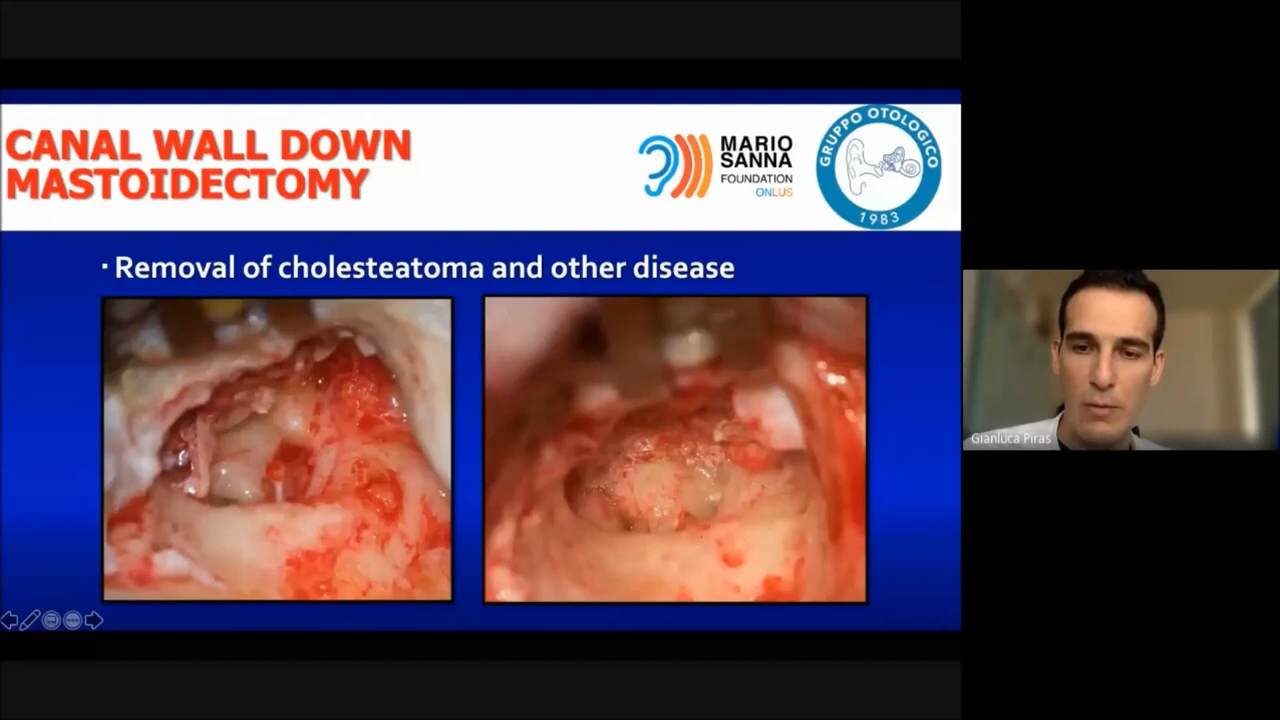 CANAL WALL DOWN
MASTOIDECTOMY
MARIO
SANNA
FOUNDATION
ONLUS
GRUPPO OTOLOGICO
1983
· Removal of cholesteatoma and other disease
Gianluca Piras